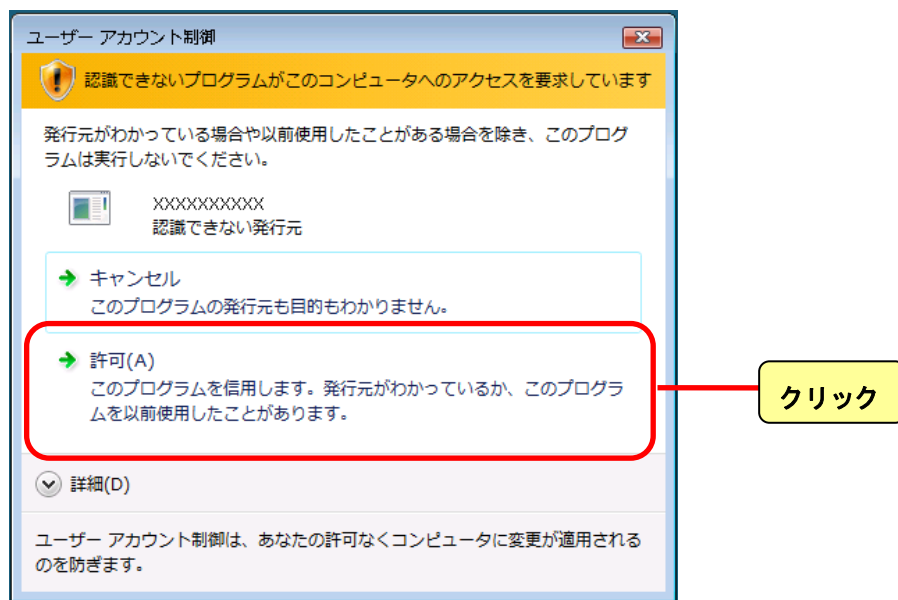 ユーザー アカウント制御
認識できないプログラムがこのコンピュータへのアクセスを要求しています
発行元がわかっている場合や以前使用したことがある場合を除き、このプログ
ラムは実行しないでください。
XXXXXXXXXX
認識できない発行元
キャンセル
このプログラムの発行元も目的もわかりません。
許可(A)
このプログラムを信用します。発行元がわかっているか、このプログラ
ムを以前使用したことがあります。
クリック
詳細(D)
ユーザー アカウント制御は、あなたの許可なくコンピュータに変更が適用される
のを防ぎます。